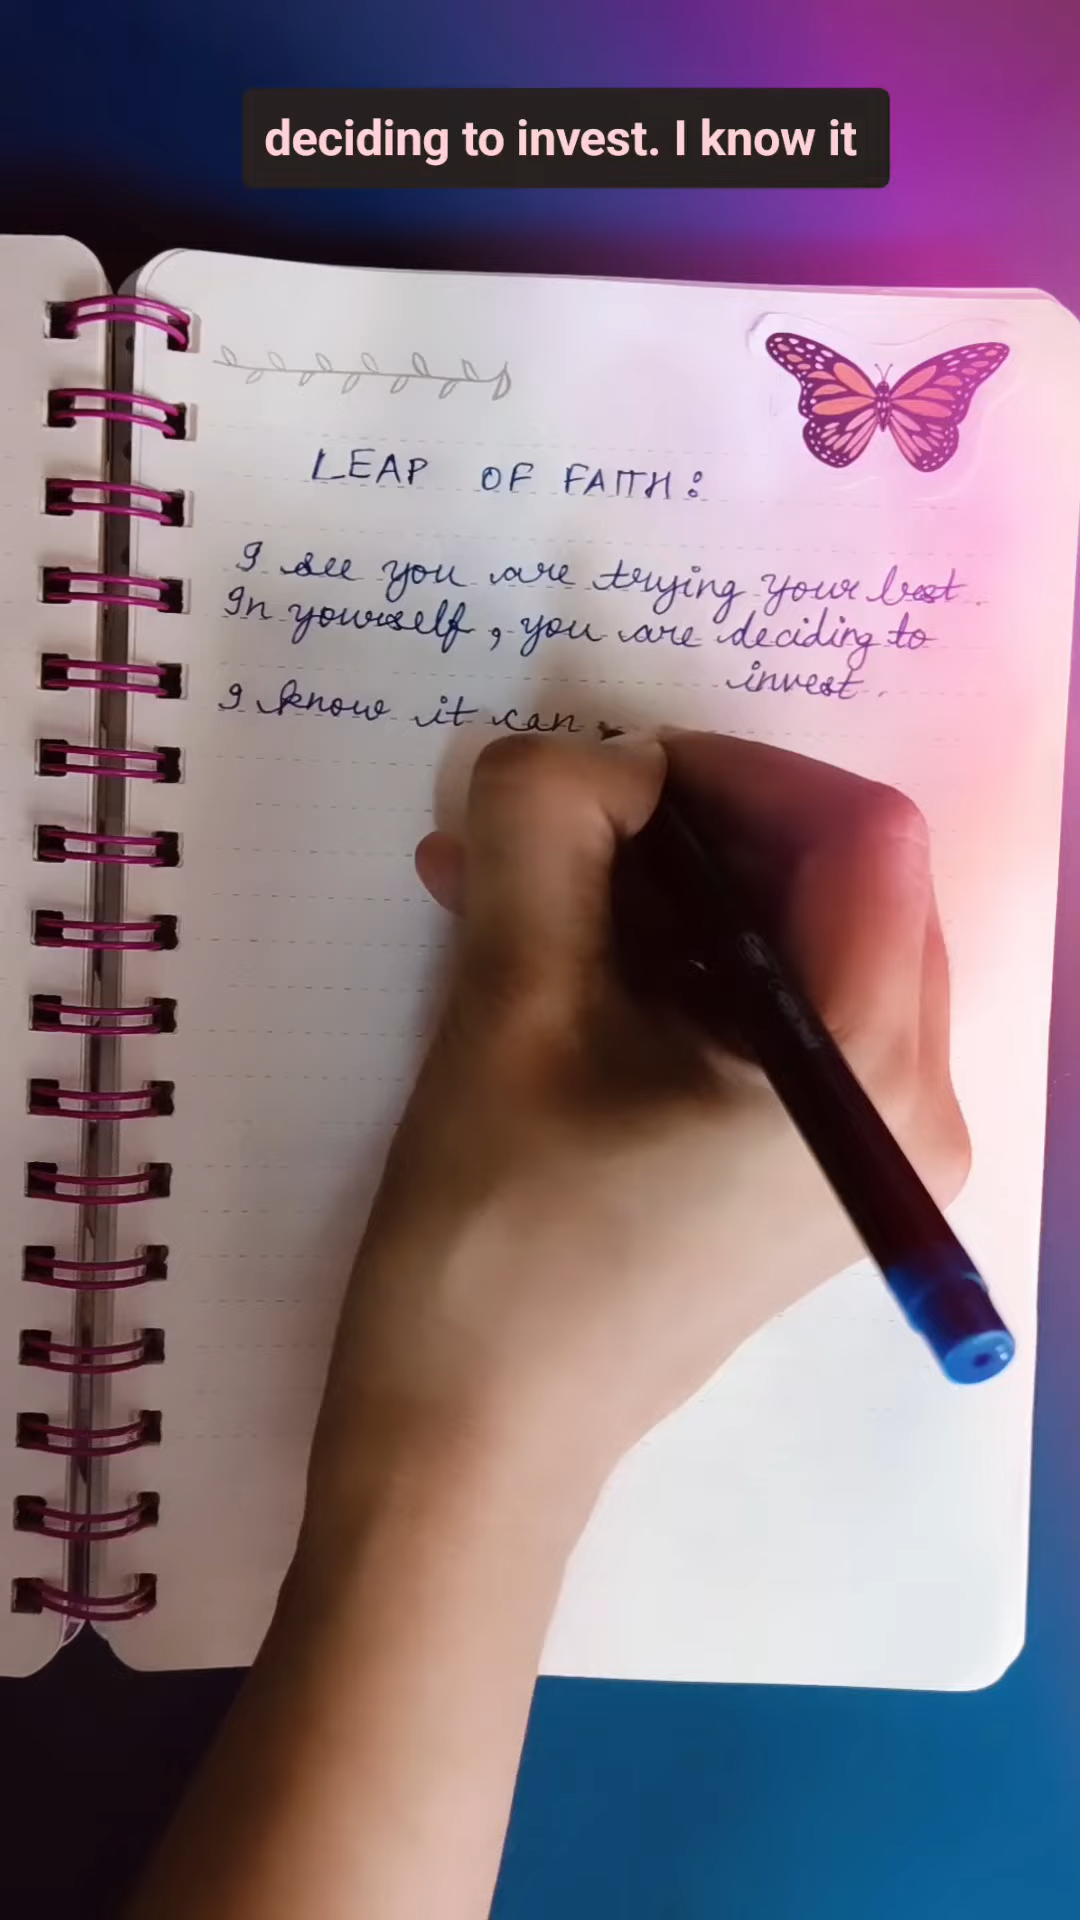 deciding to invest. I know it
LEAP OF FAITH:
I see you are trying your best.
In yourself, you are deciding to
invest.
I know it can